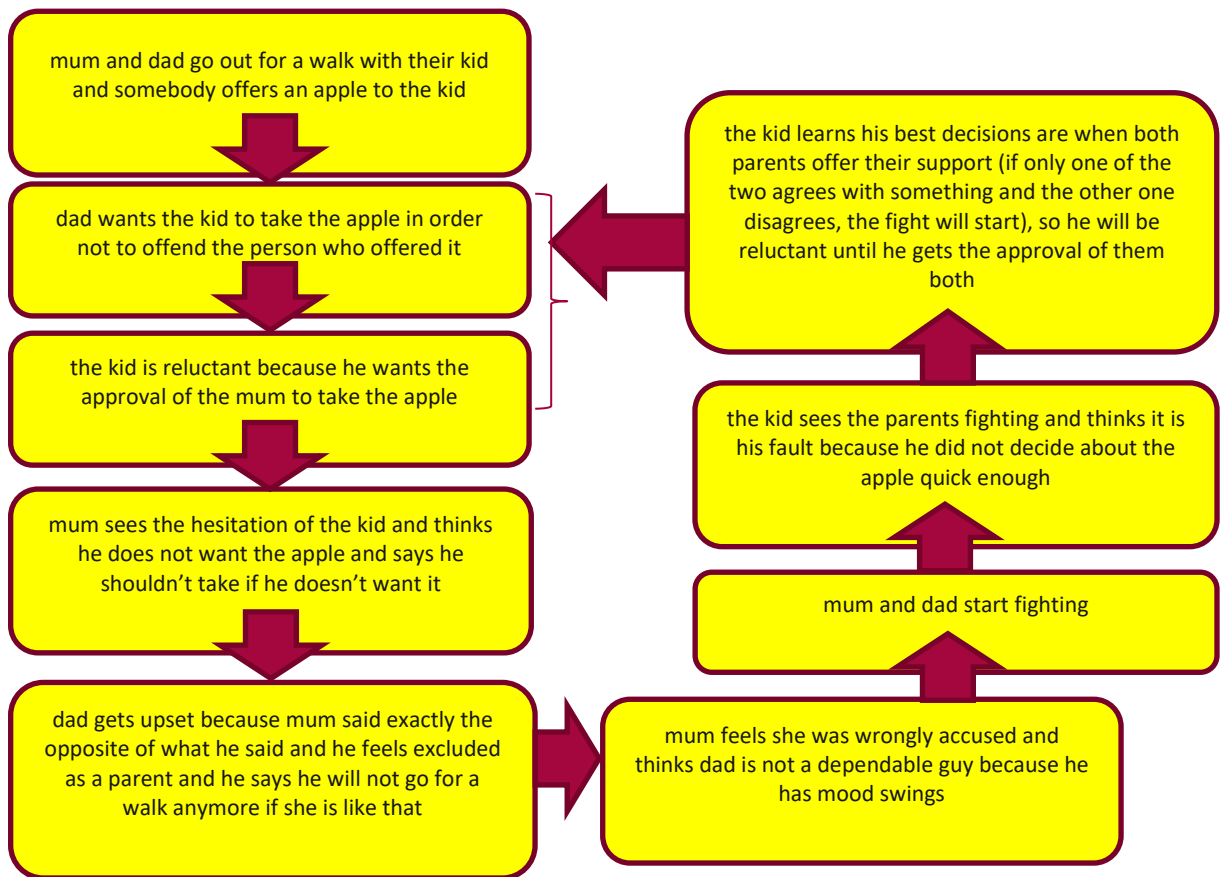 mum and dad go out for a walk with their kid
and somebody offers an apple to the kid
dad wants the kid to take the apple in order
not to offend the person who offered it
the kid is reluctant because he wants the
approval of the mum to take the apple
mum sees the hesitation of the kid and thinks
he does not want the apple and says he
shouldn’t take if he doesn’t want it
dad gets upset because mum said exactly the
opposite of what he said and he feels excluded
as a parent and he says he will not go for a
walk anymore if she is like that
mum feels she was wrongly accused and
thinks dad is not a dependable guy because he
has mood swings
mum and dad start fighting
the kid sees the parents fighting and thinks it is
his fault because he did not decide about the
apple quick enough
the kid learns his best decisions are when both
parents offer their support (if only one of the
two agrees with something and the other one
disagrees, the fight will start), so he will be
reluctant until he gets the approval of them
both